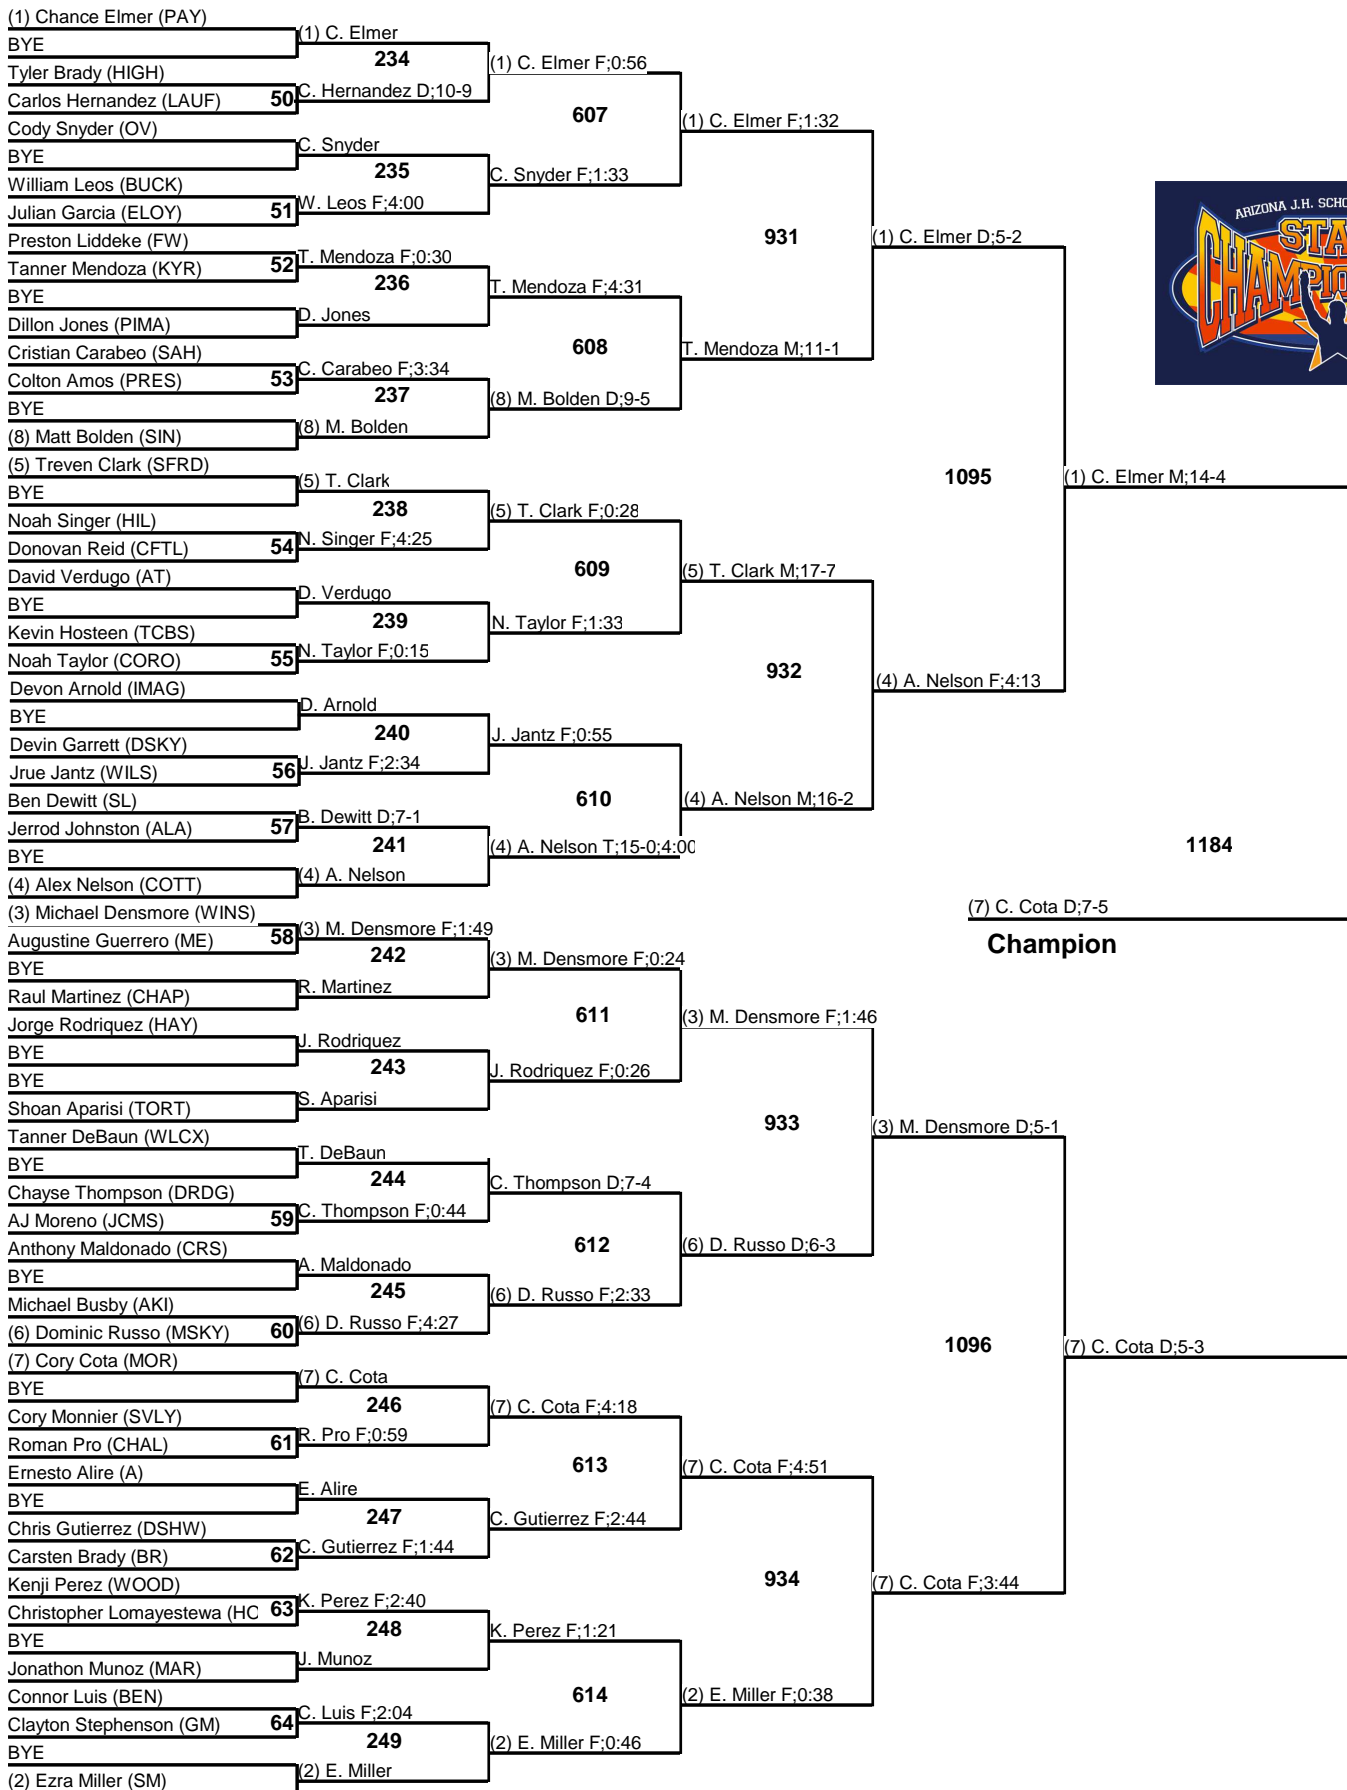 (1) Chance Elmer (PAY)
BYE
Tyler Brady (HIGH)
Carlos Hernandez (LAUF) 50
Cody Snyder (OV)
BYE
William Leos (BUCK)
Julian Garcia (ELOY) 51
Preston Liddeke (FW)
Tanner Mendoza (KYR) 52
BYE
Dillon Jones (PIMA)
Cristian Carabeo (SAH)
Colton Amos (PRES) 53
BYE
(8) Matt Bolden (SIN)
(5) Treven Clark (SFRD)
BYE
Noah Singer (HIL)
Donovan Reid (CFTL) 54
David Verdugo (AT)
BYE
Kevin Hosteen (TCBS)
Noah Taylor (CORO) 55
Devon Arnold (IMAG)
BYE
Devin Garrett (DSKY)
Jrue Jantz (WILS) 56
Ben Dewitt (SL)
Jerrod Johnston (ALA) 57
BYE
(4) Alex Nelson (COTT)
(3) Michael Densmore (WINS)
Augustine Guerrero (ME) 58
BYE
Raul Martinez (CHAP)
Jorge Rodriquez (HAY)
BYE
BYE
Shoan Aparisi (TORT)
Tanner DeBaun (WLCX)
BYE
Chayse Thompson (DRDG)
AJ Moreno (JCMS) 59
Anthony Maldonado (CRS)
BYE
Michael Busby (AKI)
(6) Dominic Russo (MSKY) 60
(7) Cory Cota (MOR)
BYE
Cory Monnier (SVLY)
Roman Pro (CHAL) 61
Ernesto Alire (A)
BYE
Chris Gutierrez (DSHW)
Carsten Brady (BR) 62
Kenji Perez (WOOD)
Christopher Lomayestewa (HC 63
BYE
Jonathon Munoz (MAR)
Connor Luis (BEN)
Clayton Stephenson (GM) 64
BYE
(2) Ezra Miller (SM)
(1) C. Elmer
234
C. Hernandez D;10-9
C. Snyder
235
W. Leos F;4:00
T. Mendoza F;0:30
236
D. Jones
C. Carabeo F;3:34
237
(8) M. Bolden
(5) T. Clark
238
N. Singer F;4:25
D. Verdugo
239
N. Taylor F;0:15
D. Arnold
240
J. Jantz F;2:34
B. Dewitt D;7-1
241
(4) A. Nelson
(3) M. Densmore F;1:49
242
R. Martinez
J. Rodriquez
243
S. Aparisi
T. DeBaun
244
C. Thompson F;0:44
A. Maldonado
245
(6) D. Russo F;4:27
(7) C. Cota
246
R. Pro F;0:59
E. Alire
247
C. Gutierrez F;1:44
K. Perez F;2:40
248
J. Munoz
C. Luis F;2:04
249
(2) E. Miller
(1) C. Elmer F;0:56
607
C. Snyder F;1:33
T. Mendoza F;4:31
608
(8) M. Bolden D;9-5
(5) T. Clark F;0:28
609
N. Taylor F;1:33
J. Jantz F;0:55
610
(4) A. Nelson T;15-0;4:00
(3) M. Densmore F;0:24
611
J. Rodriquez F;0:26
C. Thompson D;7-4
612
(6) D. Russo F;2:33
(7) C. Cota F;4:18
613
C. Gutierrez F;2:44
K. Perez F;1:21
614
(2) E. Miller F;0:46
(1) C. Elmer F;1:32
931
T. Mendoza M;11-1
(5) T. Clark M;17-7
932
(4) A. Nelson M;16-2
(3) M. Densmore F;1:46
933
(6) D. Russo D;6-3
(7) C. Cota F;4:51
934
(2) E. Miller F;0:38
(1) C. Elmer D;5-2
1095
(4) A. Nelson F;4:13
(3) M. Densmore D;5-1
1096
(7) C. Cota F;3:44
ARIZONA J.H. SCHO
STA
CHAMPIO
(1) C. Elmer M;14-4
1184
(7) C. Cota D;5-3
(7) C. Cota D;7-5
Champion